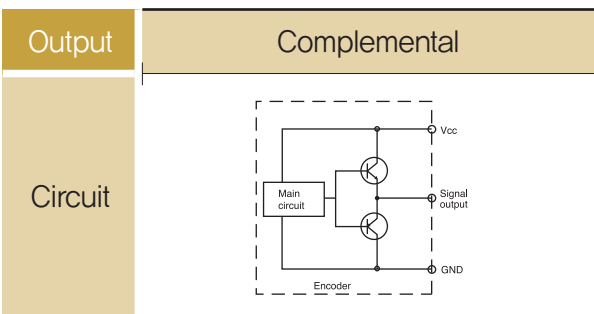 Output
Complemental
Circuit
Vcc
Main
circuit
Signal
output
GND
Encoder